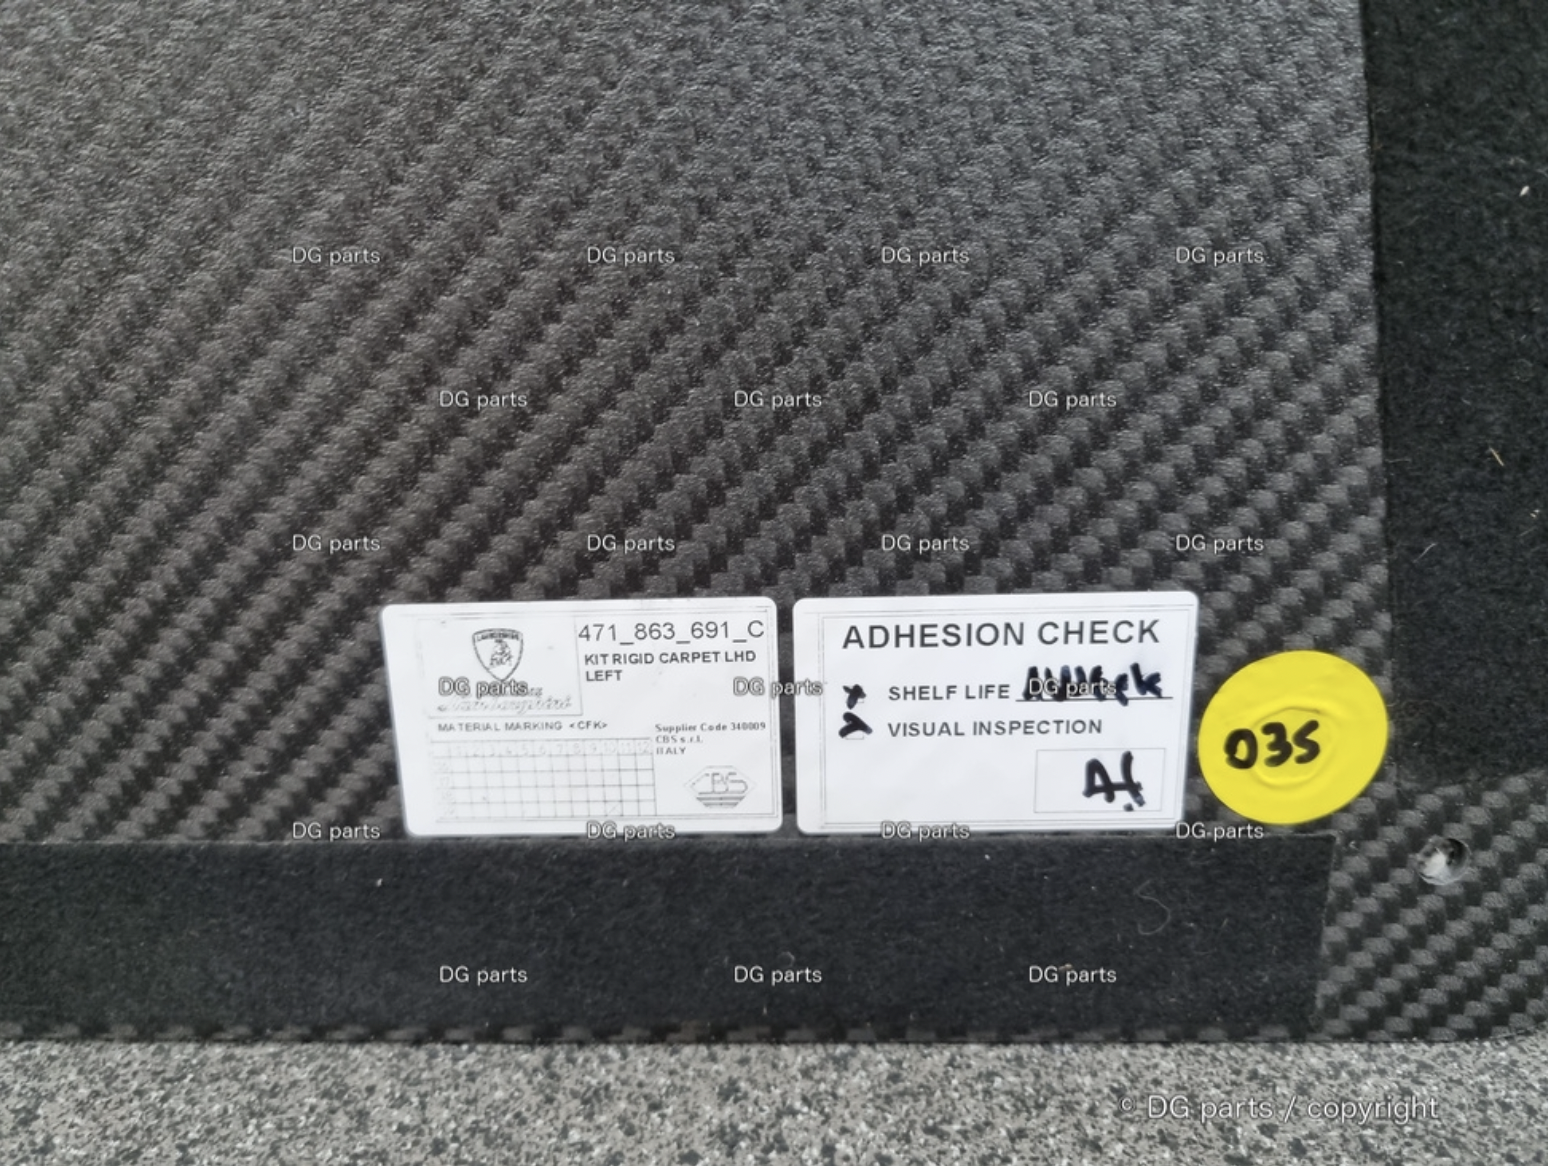 DG parts DG parts DG parts DG parts
DG parts DG parts DG parts
DG parts DG parts DG parts DG parts
471_863_691_C
KIT RIGID CARPET LHD
LEFT
MATERIAL MARKING <CFK>
Supplier Code 340009
CBS s.r.l.
ITALY
CBS
ADHESION CHECK
SHELF LIFE
VISUAL INSPECTION
035
DG parts DG parts DG parts
DG parts DG parts DG parts DG parts
DG parts DG parts DG parts
© DG parts / copyright